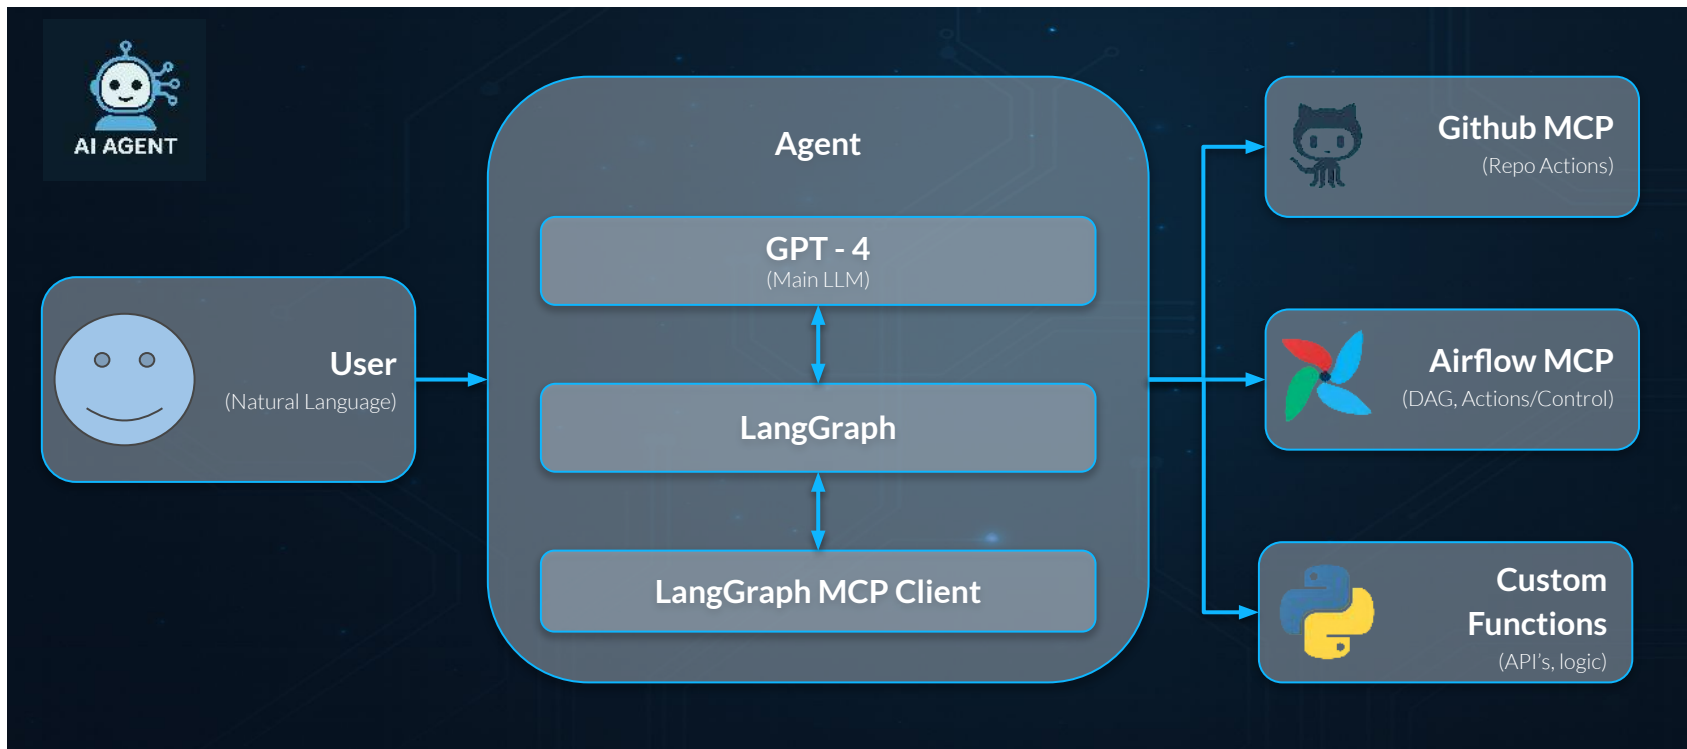 AI AGENT
User
(Natural Language)
Agent
GPT - 4
(Main LLM)
LangGraph
LangGraph MCP Client
Github MCP
(Repo Actions)
Airflow MCP
(DAG, Actions/Control)
Custom
Functions
(API's, logic)